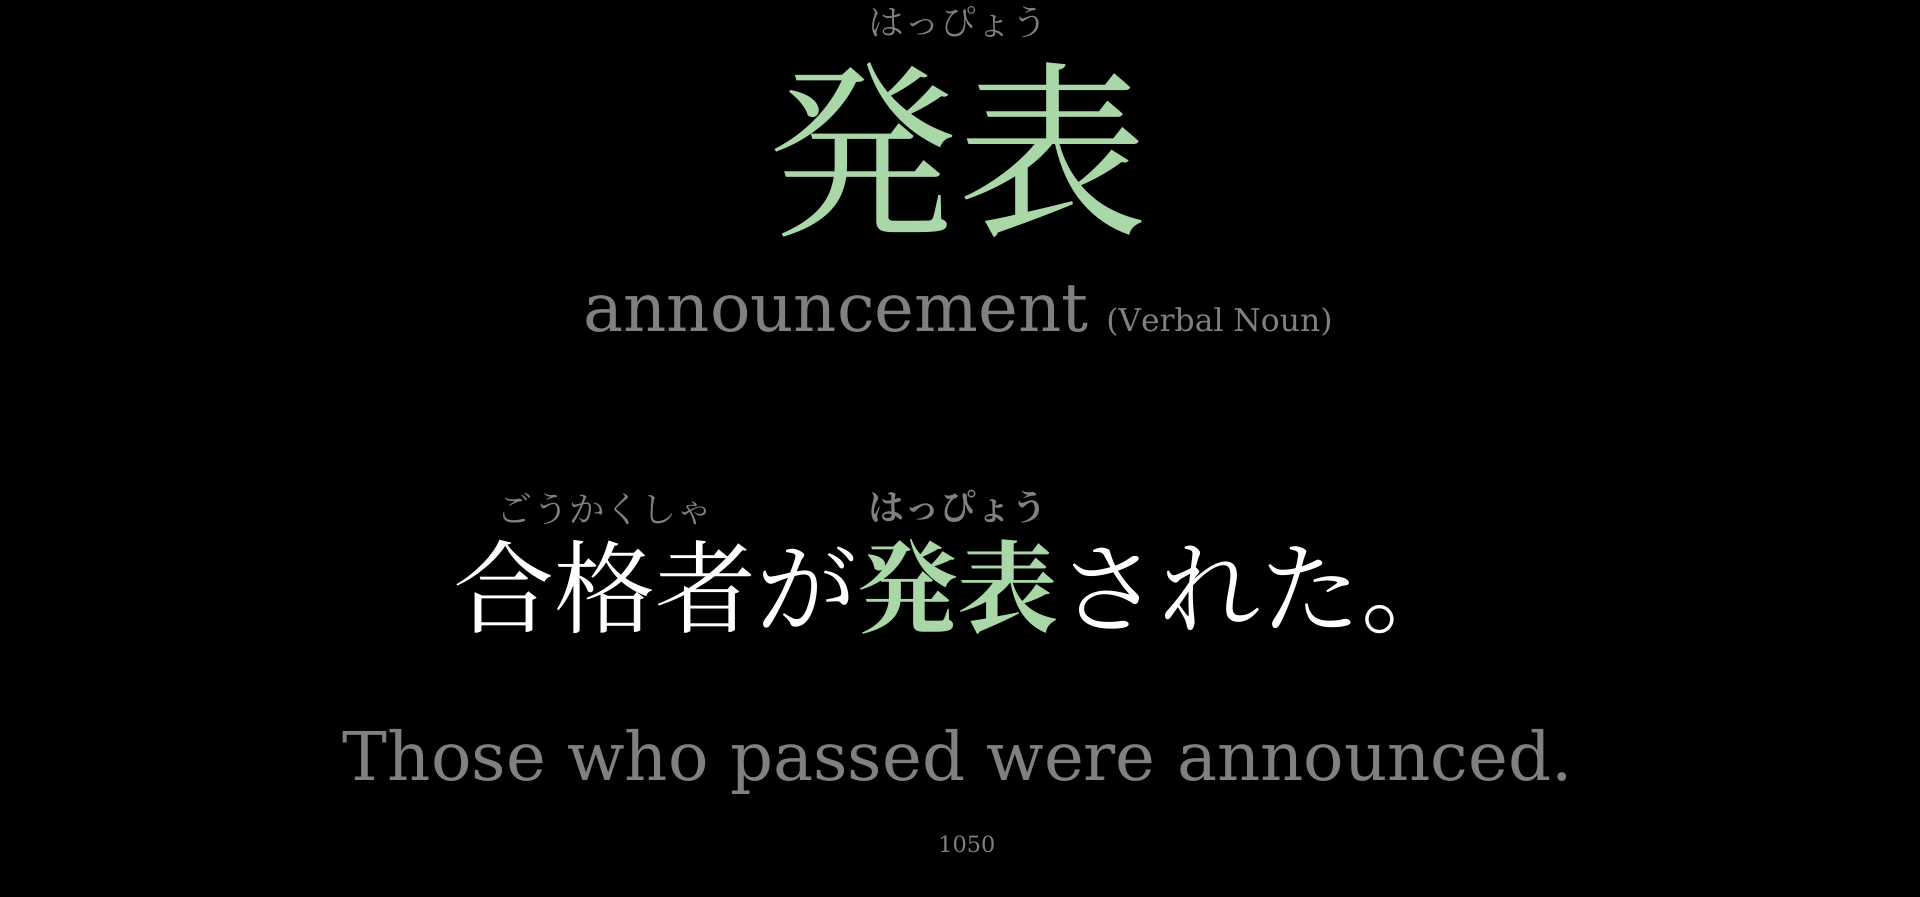 はっぴょう
発表
announcement (Verbal Noun)
ごうかくしゃ はっぴょう
合格者が発表された。
Those who passed were announced.
1050